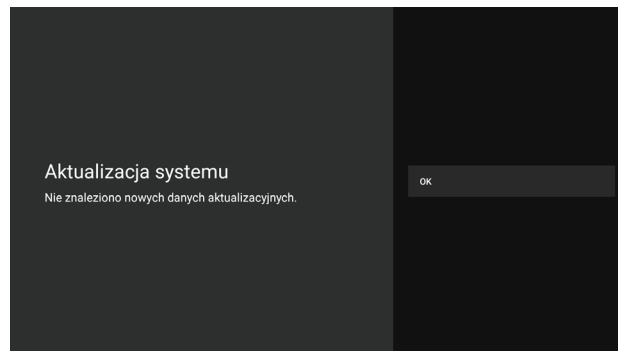 Aktualizacja systemu
Nie znaleziono nowych danych aktualizacyjnych.
OK